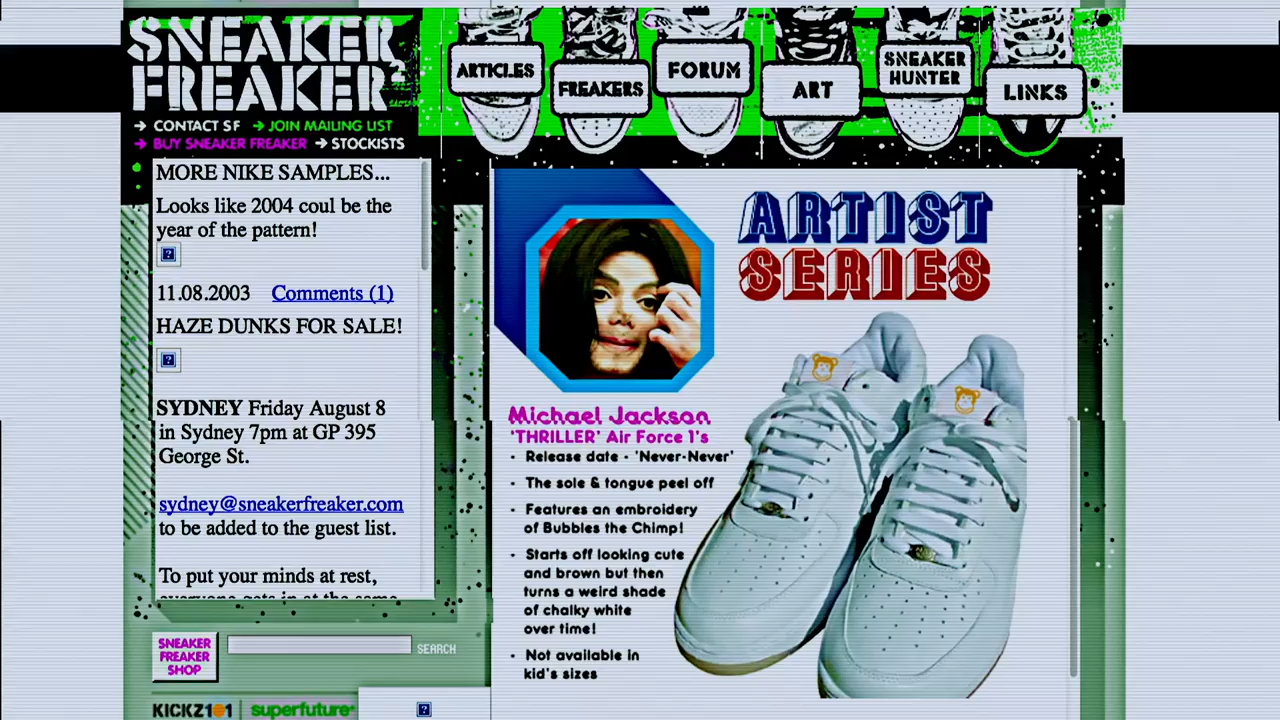 SNEAKER
FREAKER
ARTICLES
FREAKERS
FORUM
ART
SNEAKER
HUNTER
LINKS
→ CONTACT SF → JOIN MAILING LIST
→ BUY SNEAKER FREAKER → STOCKISTS
MORE NIKE SAMPLES...
Looks like 2004 coul be the
year of the pattern!
11.08.2003 Comments (1)
HAZE DUNKS FOR SALE!
SYDNEY Friday August 8
in Sydney 7pm at GP 395
George St.
sydney@sneakerfreaker.com
to be added to the guest list.
To put your minds at rest,
everyone gets in at the same
SNEAKER
FREAKER
SHOP
SEARCH
KICKZ101 superfuture
ARTIST
SERIES
Michael Jackson
'THRILLER' Air Force 1's
- Release date - 'Never-Never'
- The sole & tongue peel off
- Features an embroidery
of Bubbles the Chimp!
- Starts off looking cute
and brown but then
turns a weird shade
of chalky white
over time!
- Not available in
kid's sizes